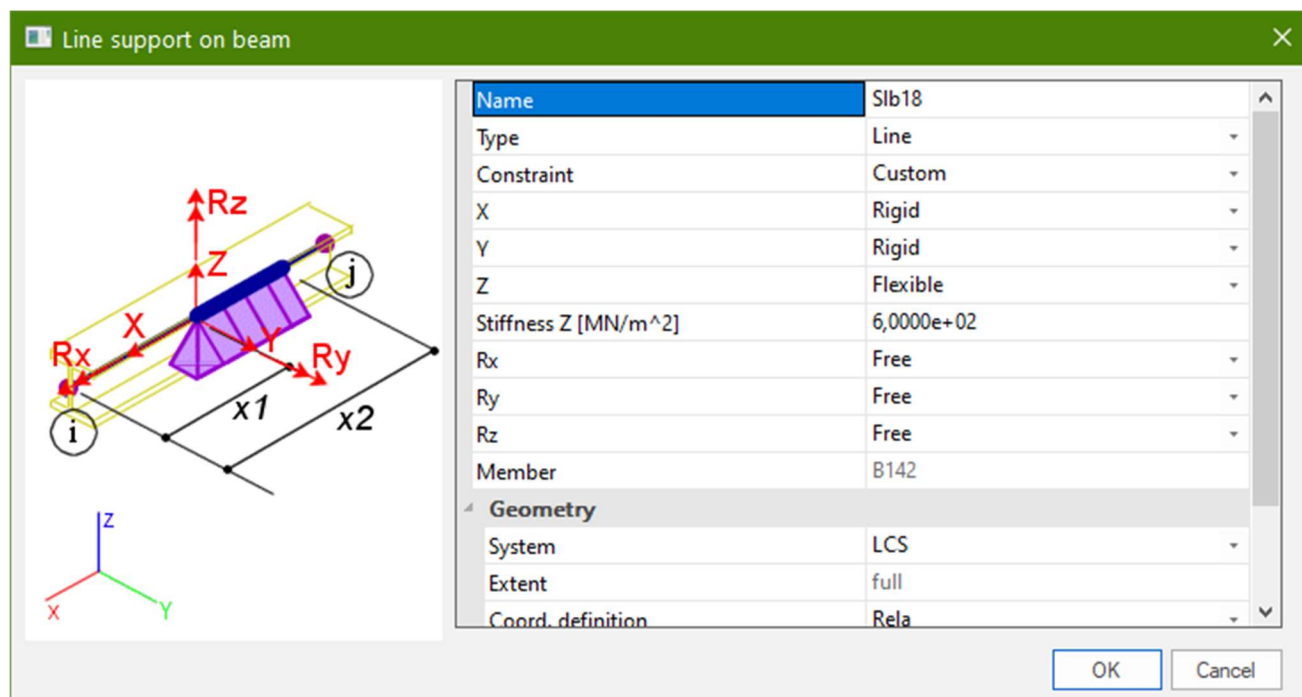 Line support on beam
Name Slb18
Type Line
Constraint Custom
X Rigid
Y Rigid
Z Flexible
Stiffness Z [MN/m^2] 6,0000e+02
Rx Free
Ry Free
Rz Free
Member B142
Geometry
System LCS
Extent full
Coord. definition Rela
Rz
Z
j
X
Y
Rx
Ry
x1
x2
i
Z
X
Y
OK Cancel